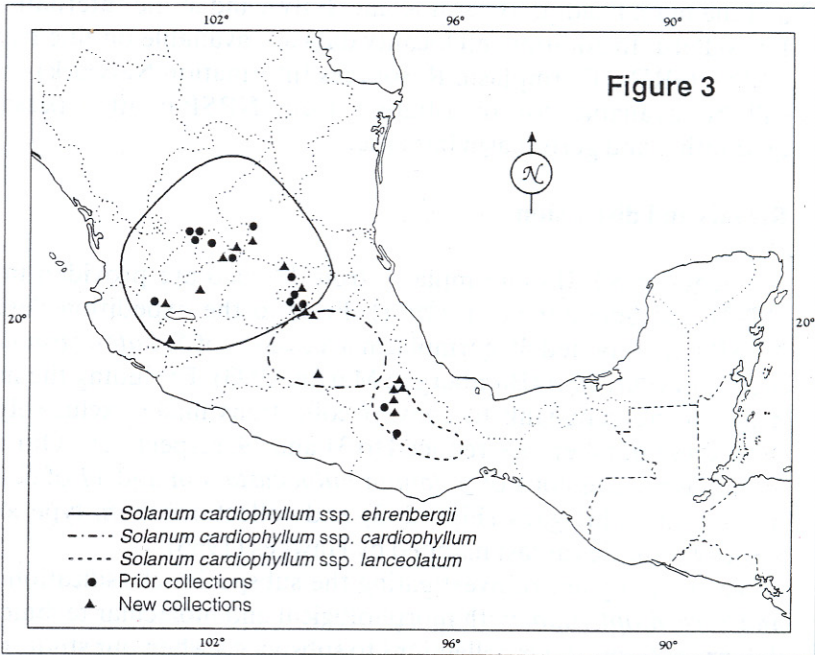 102° 96° 90°
Figure 3
N
20° 20°
Solanum cardiophyllum ssp. ehrenbergii
Solanum cardiophyllum ssp. cardiophyllum
Solanum cardiophyllum ssp. lanceolatum
Prior collections
New collections
102° 96° 90°